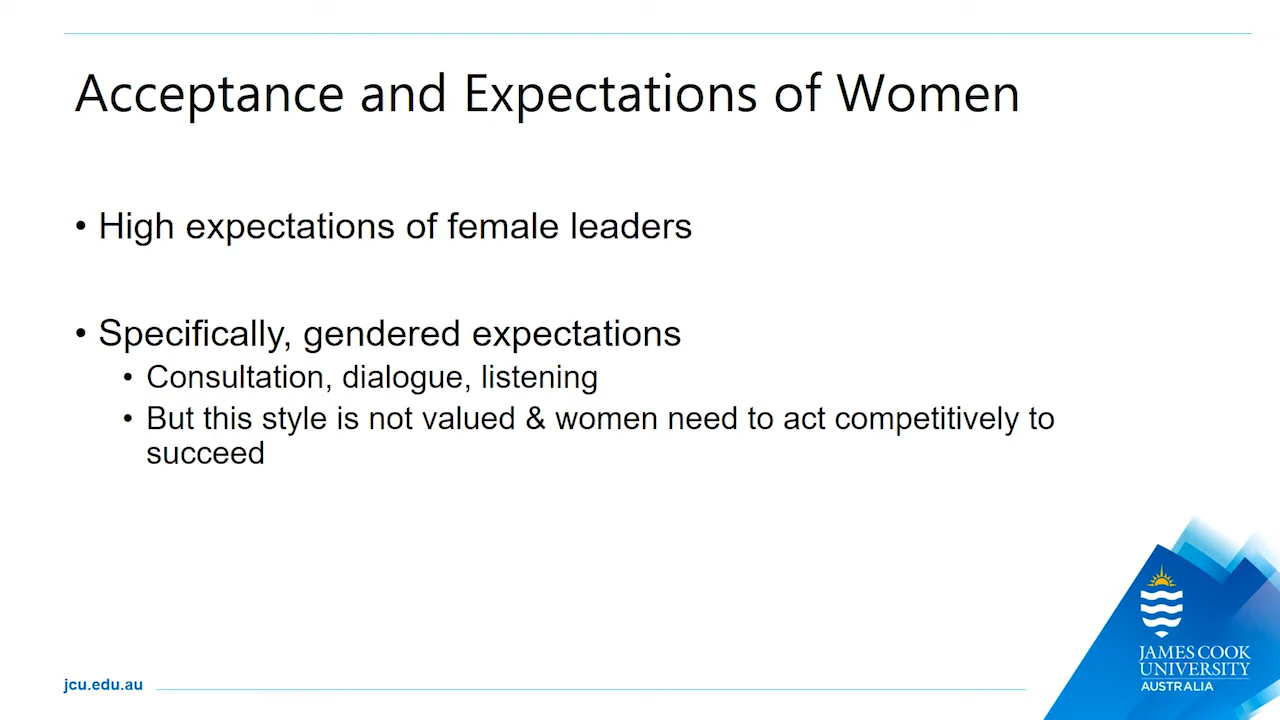 Acceptance and Expectations of Women
• High expectations of female leaders
• Specifically, gendered expectations
• Consultation, dialogue, listening
• But this style is not valued & women need to act competitively to
succeed
JAMES COOK
UNIVERSITY
AUSTRALIA
jcu.edu.au